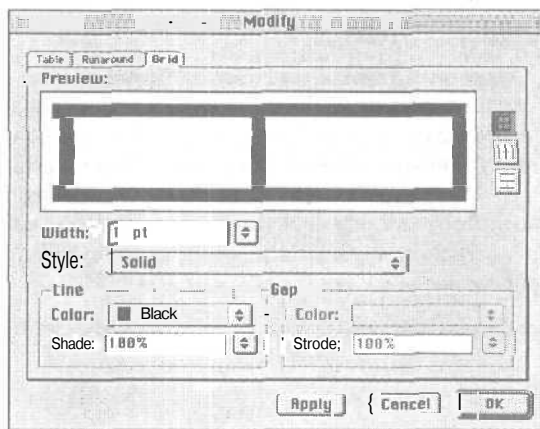 Modify
Table Runaround Grid
Preview:
Width: 1 pt
Style: Solid
Line Gap
Color: Black Color:
Shade: 100% Strode; 100%
Apply Cancel OK